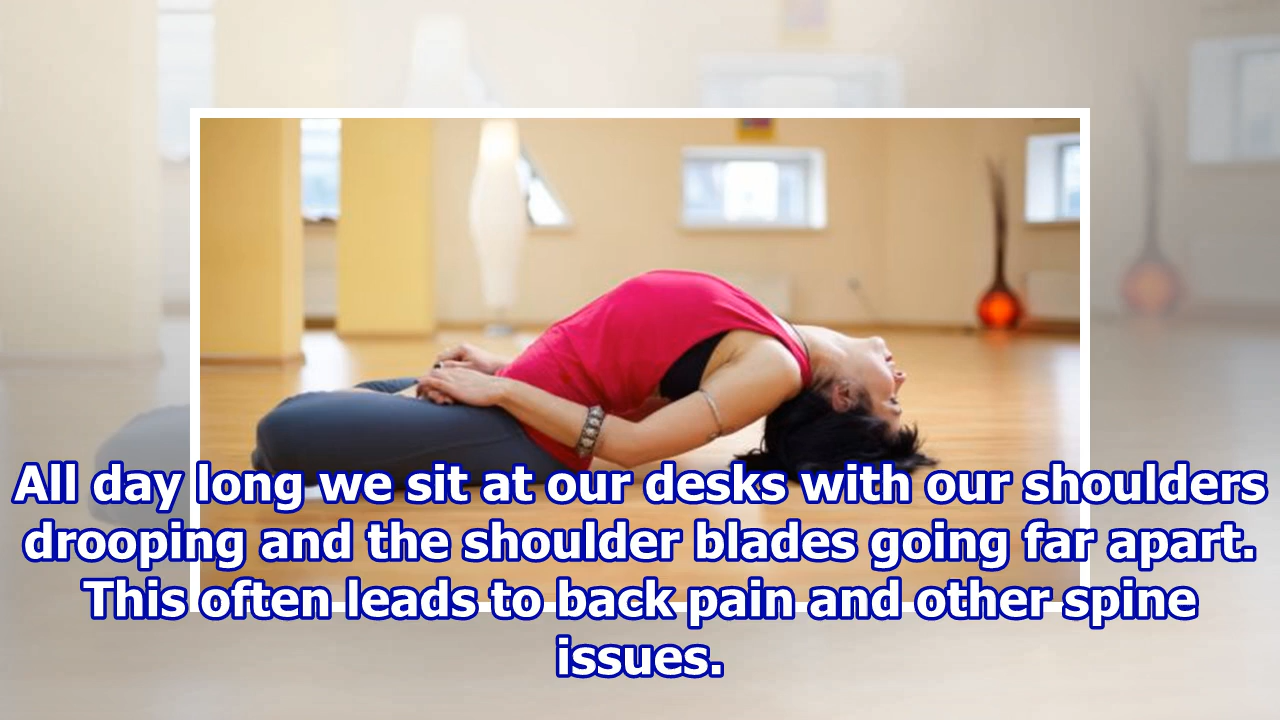 All day long we sit at our desks with our shoulders
drooping and the shoulder blades going far apart.
This often leads to back pain and other spine
issues.